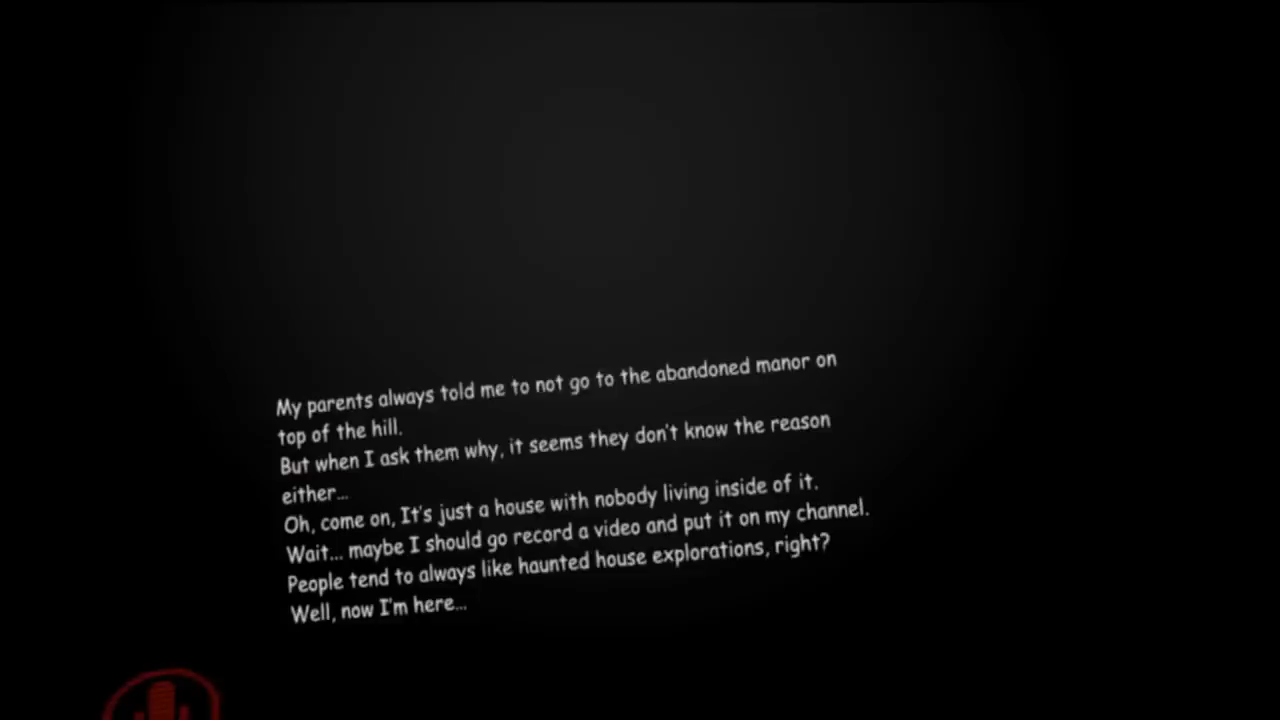 My parents always told me to not go to the abandoned manor on
top of the hill.
But when I ask them why, it seems they don't know the reason
either...
Oh, come on, It's just a house with nobody living inside of it.
Wait... maybe I should go record a video and put it on my channel.
People tend to always like haunted house explorations, right?
Well, now I'm here...